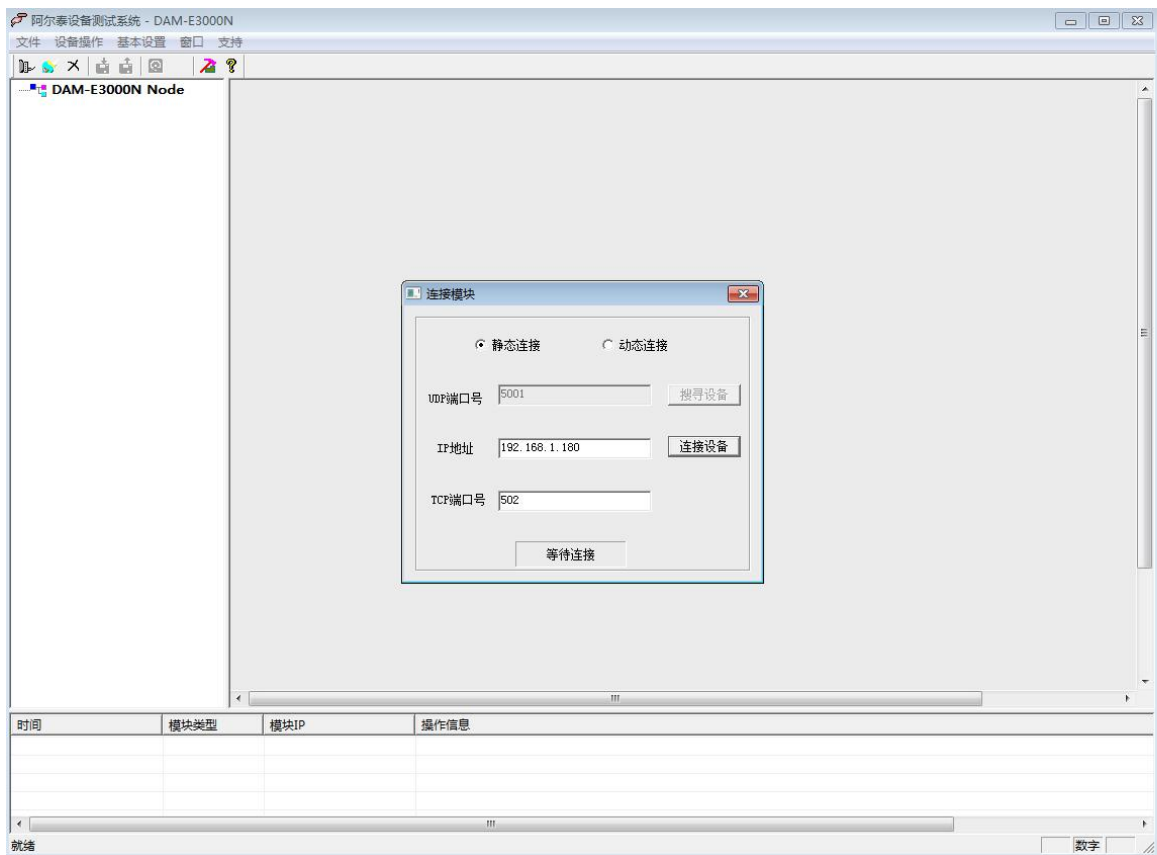 阿尔泰设备测试系统 - DAM-E3000N
文件 设备操作 基本设置 窗口 支持
DAM-E3000N Node
连接模块
静态连接 动态连接
UDP端口号 5001 搜寻设备
IP地址 192.168.1.180 连接设备
TCP端口号 502
等待连接
时间 模块类型 模块IP 操作信息
就绪 数字